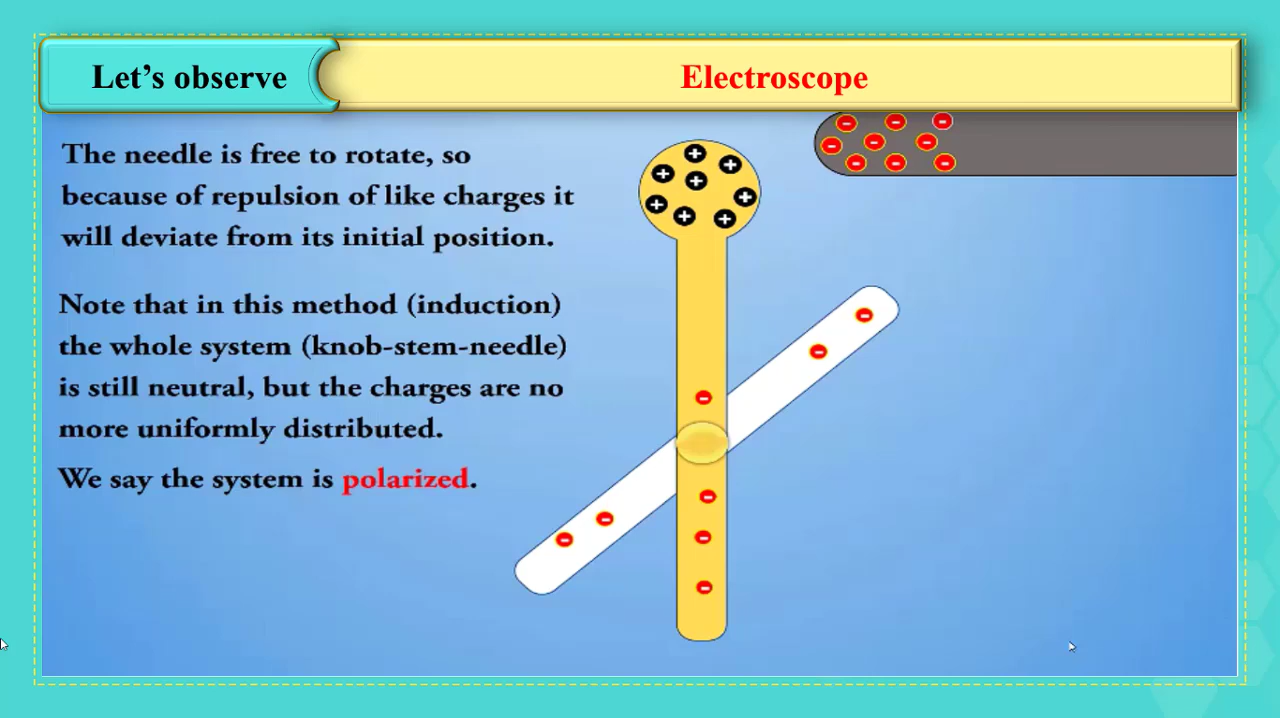 Let's observe
Electroscope
The needle is free to rotate, so
because of repulsion of like charges it
will deviate from its initial position.
Note that in this method (induction)
the whole system (knob-stem-needle)
is still neutral, but the charges are no
more uniformly distributed.
We say the system is polarized.